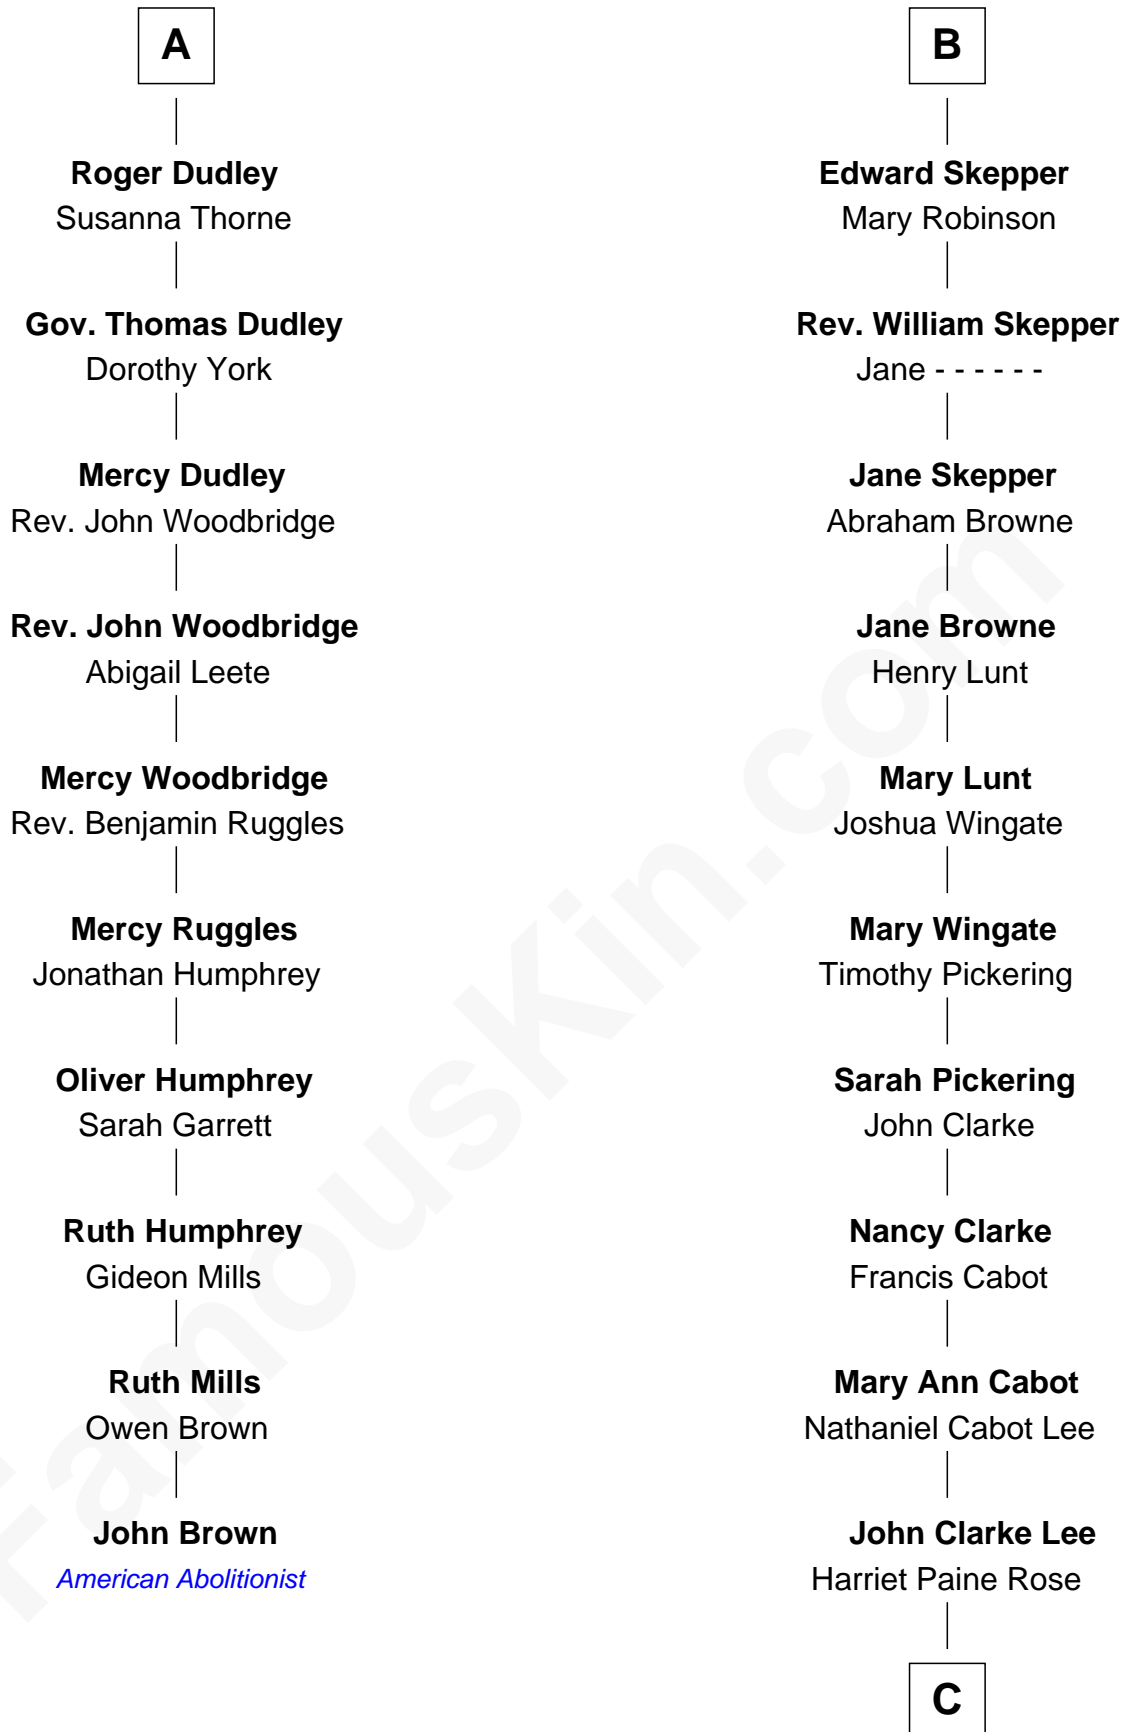 A
Roger Dudley
Susanna Thorne
Gov. Thomas Dudley
Dorothy York
Mercy Dudley
Rev. John Woodbridge
Rev. John Woodbridge
Abigail Leete
Mercy Woodbridge
Rev. Benjamin Ruggles
Mercy Ruggles
Jonathan Humphrey
Oliver Humphrey
Sarah Garrett
Ruth Humphrey
Gideon Mills
Ruth Mills
Owen Brown
John Brown
American Abolitionist
B
Edward Skepper
Mary Robinson
Rev. William Skepper
Jane - - - - - -
Jane Skepper
Abraham Browne
Jane Browne
Henry Lunt
Mary Lunt
Joshua Wingate
Mary Wingate
Timothy Pickering
Sarah Pickering
John Clarke
Nancy Clarke
Francis Cabot
Mary Ann Cabot
Nathaniel Cabot Lee
John Clarke Lee
Harriet Paine Rose
C
FamousKin.com